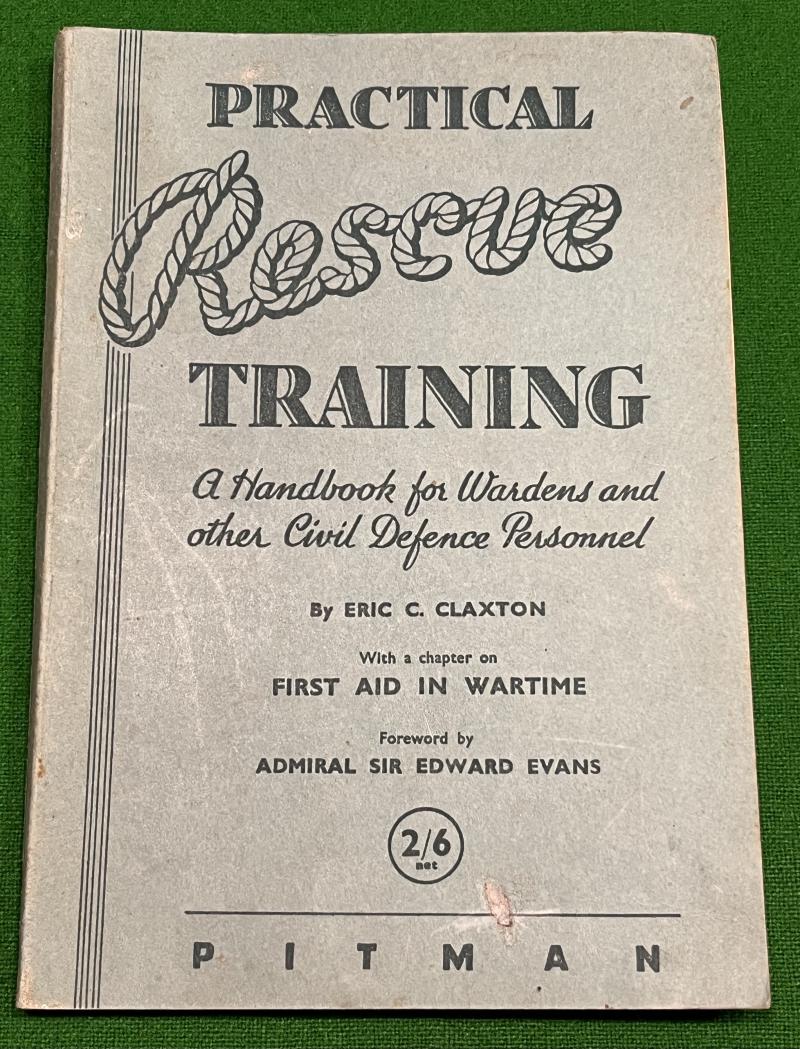 PRACTICAL
Rescue
TRAINING
A Handbook for Wardens and
other Civil Defence Personnel
By ERIC C. CLAXTON
With a chapter on
FIRST AID IN WARTIME
Foreword by
ADMIRAL SIR EDWARD EVANS
2/6
net
PITMAN